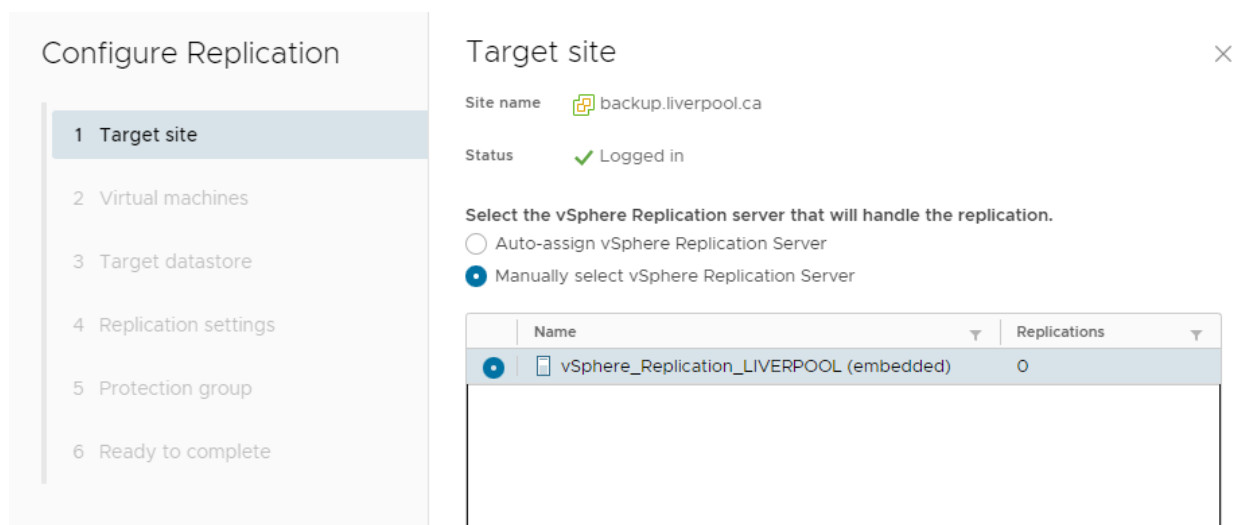 Configure Replication
1 Target site
2 Virtual machines
3 Target datastore
4 Replication settings
5 Protection group
6 Ready to complete
Target site
Site name backup.liverpool.ca
Status Logged in
Select the vSphere Replication server that will handle the replication.
Auto-assign vSphere Replication Server
Manually select vSphere Replication Server
Name Replications
vSphere_Replication_LIVERPOOL (embedded) 0